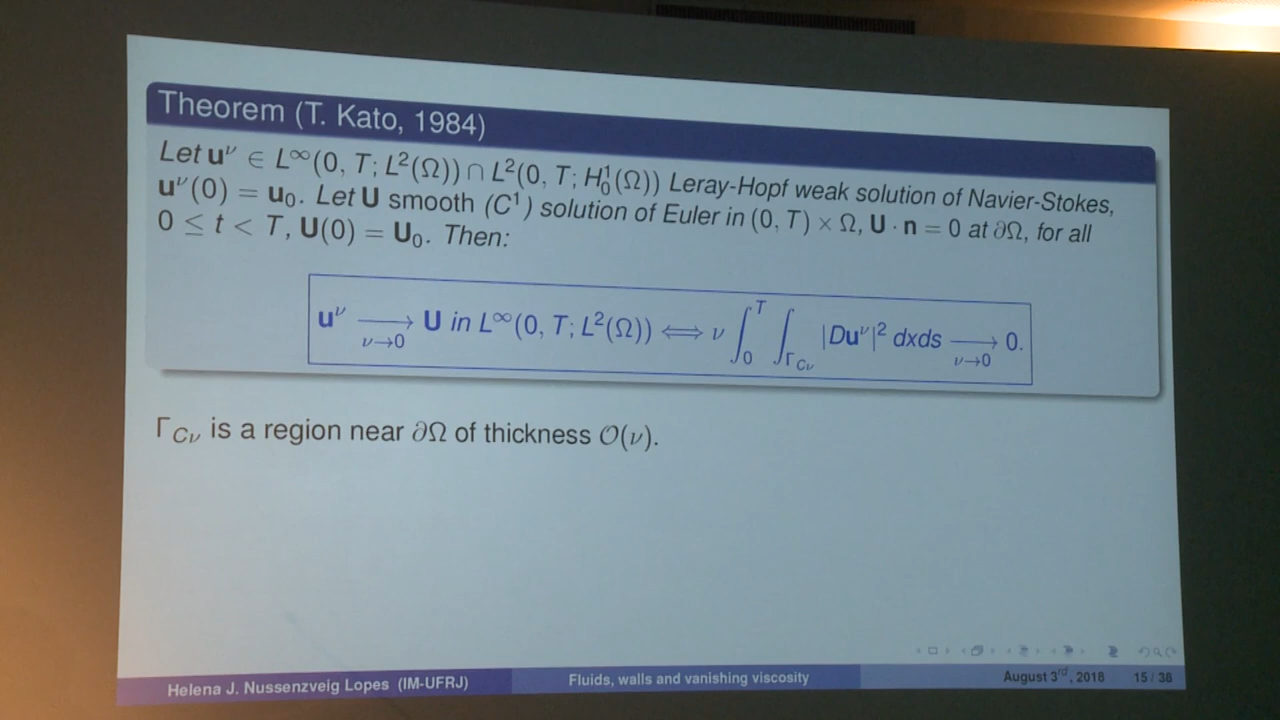 Theorem (T. Kato, 1984)
Let u^ν ∈ L^∞(0, T; L²(Ω)) ∩ L²(0, T; H¹₀(Ω)) Leray-Hopf weak solution of Navier-Stokes,
u^ν(0) = u₀. Let U smooth (C¹) solution of Euler in (0, T) × Ω, U · n = 0 at ∂Ω, for all
0 ≤ t < T, U(0) = U₀. Then:
u^ν ⟶_{ν→0} U in L^∞(0, T; L²(Ω)) ⟺ ν ∫_0^T ∫_{Γ_{Cν}} |Du^ν|² dxds ⟶_{ν→0} 0.
Γ_{Cν} is a region near ∂Ω of thickness 𝒪(ν).
Helena J. Nussenzveig Lopes (IM-UFRJ) Fluids, walls and vanishing viscosity August 3rd, 2018 15 / 38